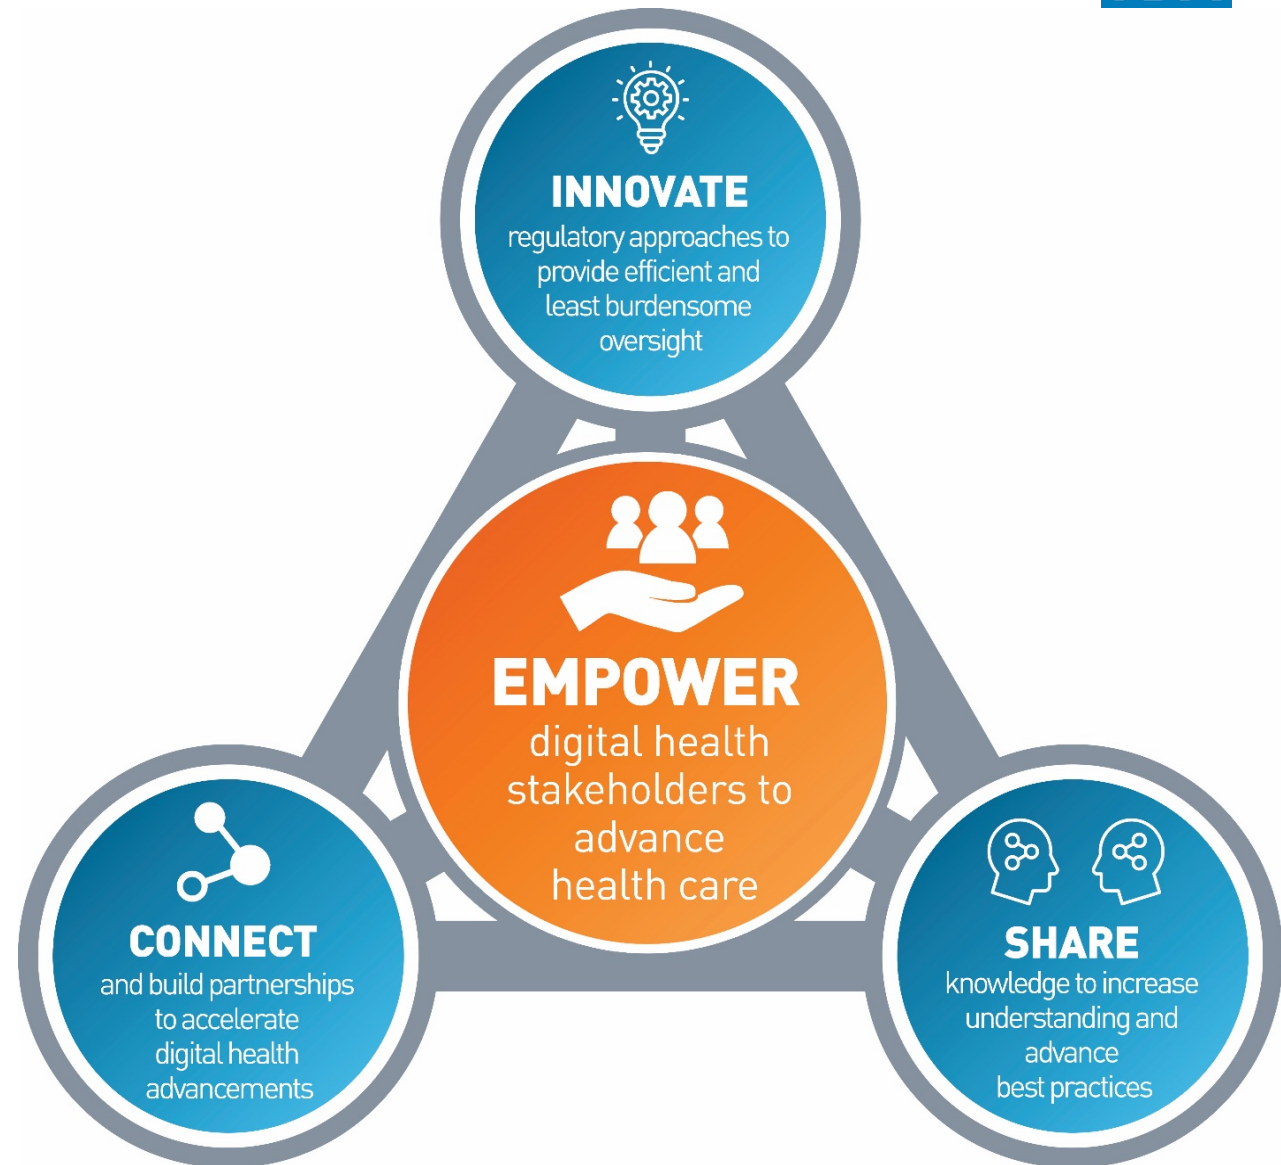 INNOVATE
regulatory approaches to
provide efficient and
least burdensome
oversight
EMPOWER
digital health
stakeholders to
advance
health care
CONNECT
and build partnerships
to accelerate
digital health
advancements
SHARE
knowledge to increase
understanding and
advance
best practices